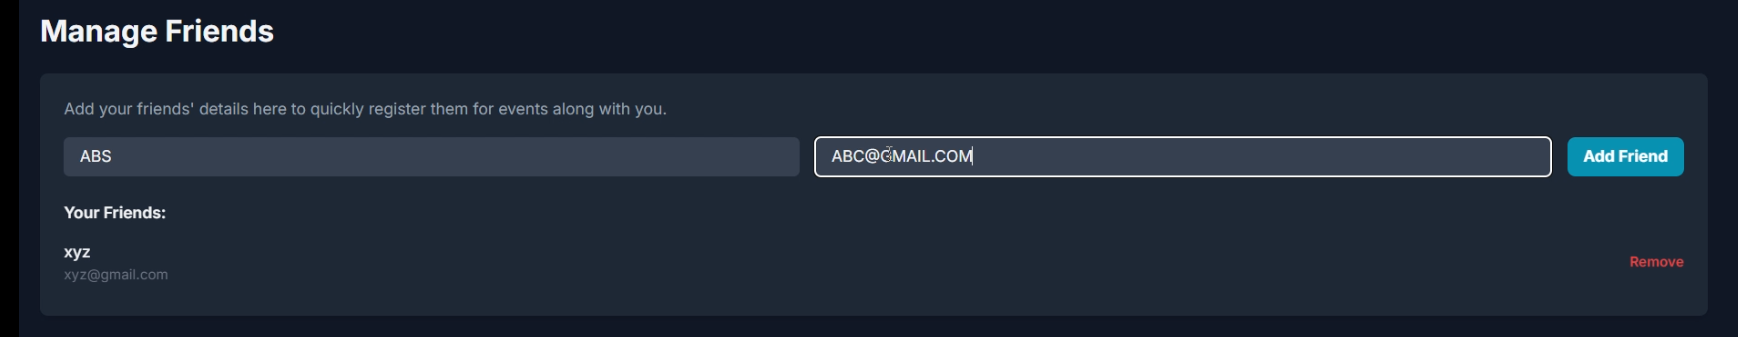 Manage Friends
Add your friends' details here to quickly register them for events along with you.
ABS ABC@GMAIL.COM Add Friend
Your Friends:
xyz
xyz@gmail.com
Remove